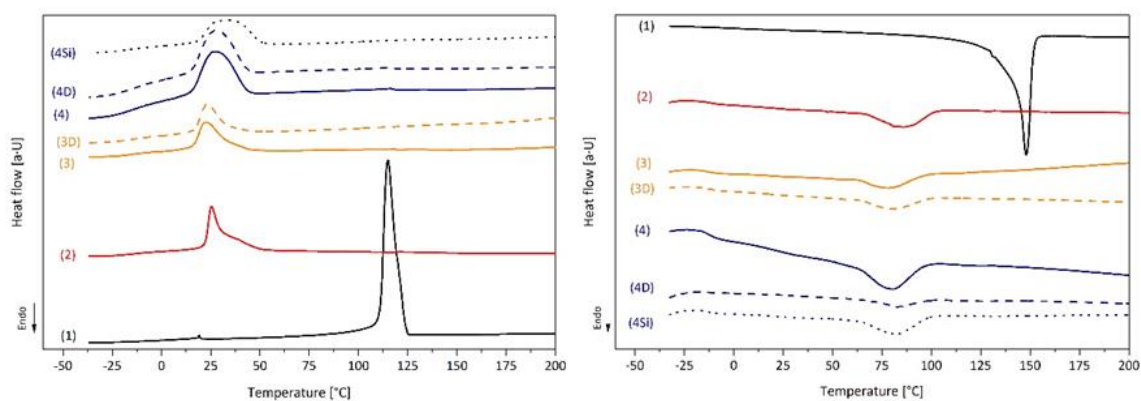 (4Si)
(4D)
(4)
(3D)
(3)
(2)
(1)
Heat flow [a-U]
Endo
-50 -25 0 25 50 75 100 125 150 175 200
Temperature [°C]
(1)
(2)
(3)
(3D)
(4)
(4D)
(4Si)
Heat flow [a-U]
Endo
-50 -25 0 25 50 75 100 125 150 175 200
Temperature [°C]